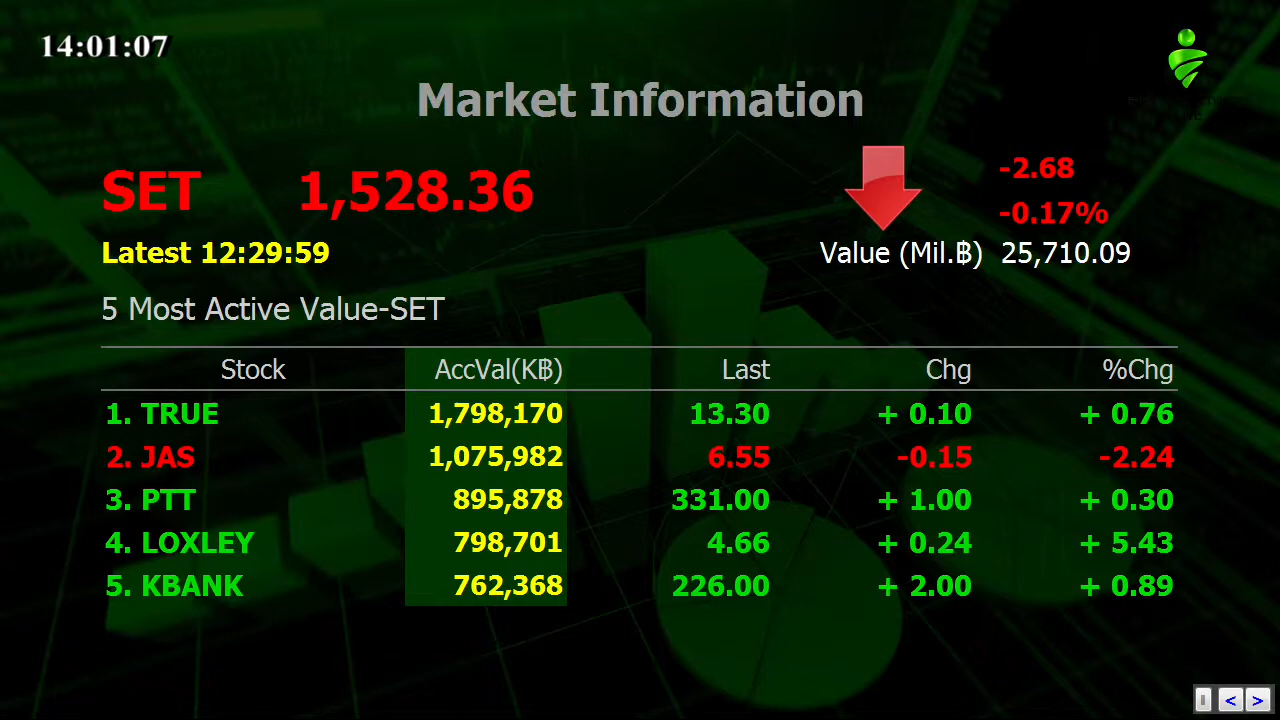 14:01:07
Market Information
SET 1,528.36 -2.68
-0.17%
Latest 12:29:59 Value (Mil.฿) 25,710.09
5 Most Active Value-SET
Stock AccVal(K฿) Last Chg %Chg
1. TRUE 1,798,170 13.30 + 0.10 + 0.76
2. JAS 1,075,982 6.55 -0.15 -2.24
3. PTT 895,878 331.00 + 1.00 + 0.30
4. LOXLEY 798,701 4.66 + 0.24 + 5.43
5. KBANK 762,368 226.00 + 2.00 + 0.89
< >